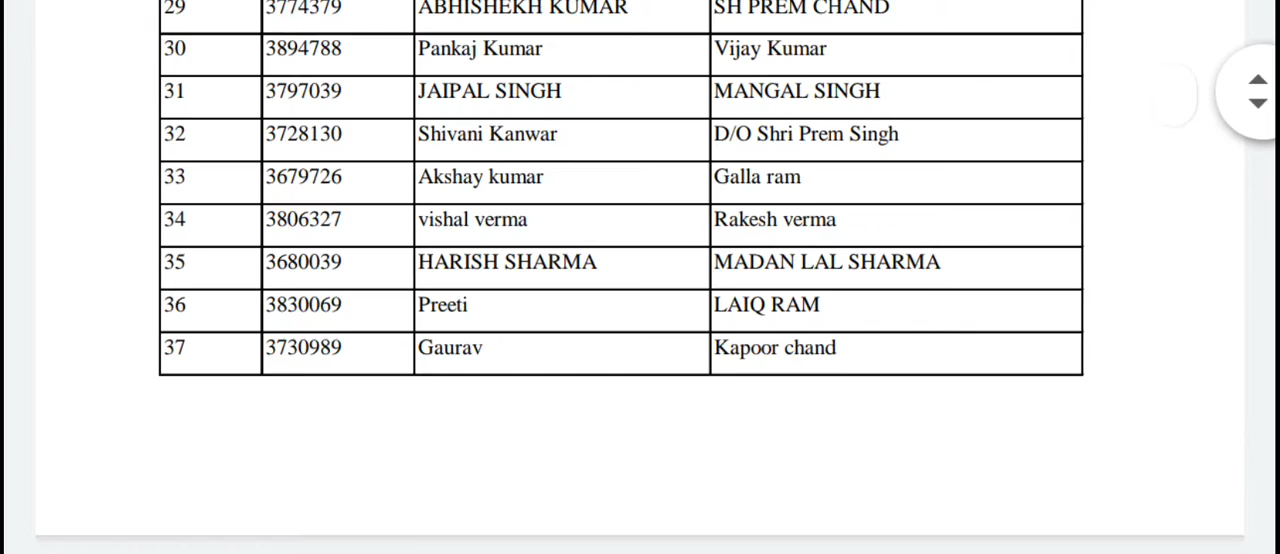 29 3774379 ABHISHEKH KUMAR SH PREM CHAND
30 3894788 Pankaj Kumar Vijay Kumar
31 3797039 JAIPAL SINGH MANGAL SINGH
32 3728130 Shivani Kanwar D/O Shri Prem Singh
33 3679726 Akshay kumar Galla ram
34 3806327 vishal verma Rakesh verma
35 3680039 HARISH SHARMA MADAN LAL SHARMA
36 3830069 Preeti LAIQ RAM
37 3730989 Gaurav Kapoor chand